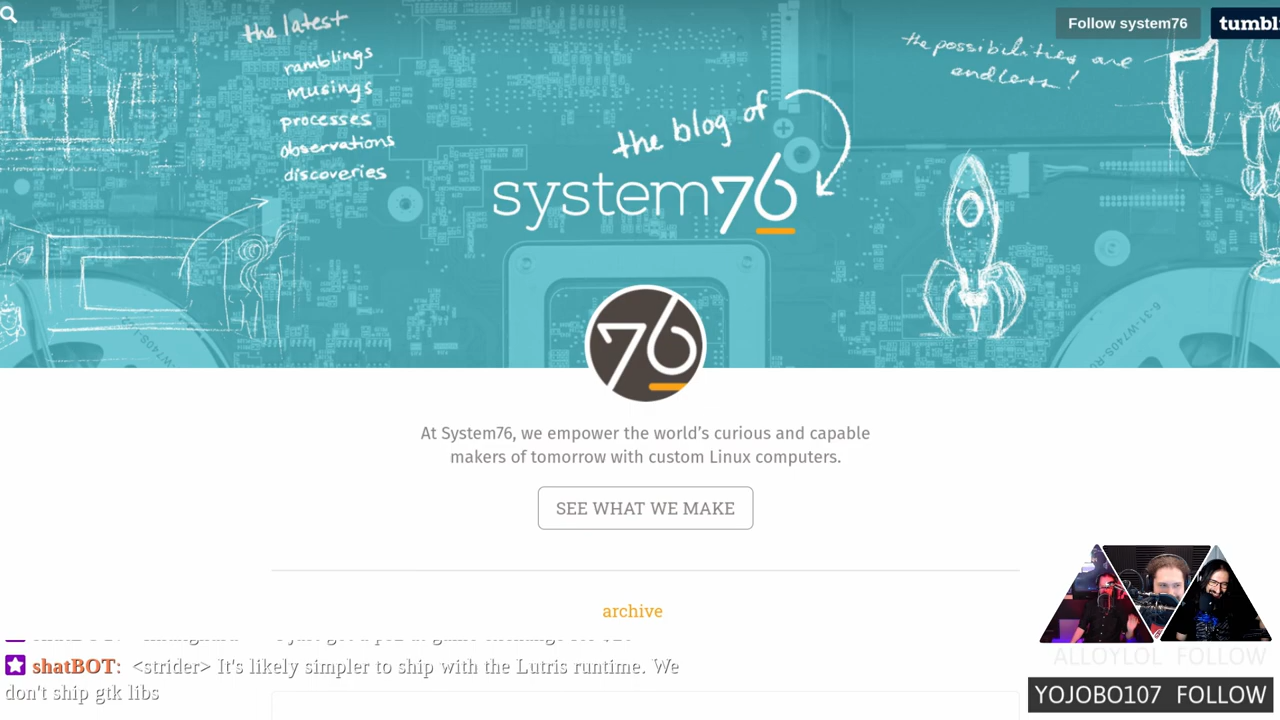 the latest
ramblings
musings
processes
observations
discoveries
the blog of
system76
the possibilities are
endless!
Follow system76
tumbl
76
At System76, we empower the world's curious and capable
makers of tomorrow with custom Linux computers.
SEE WHAT WE MAKE
archive
shatBOT: <strider> It's likely simpler to ship with the Lutris runtime. We
don't ship gtk libs
ALLOYLOL FOLLOW
YOJOBO107 FOLLOW